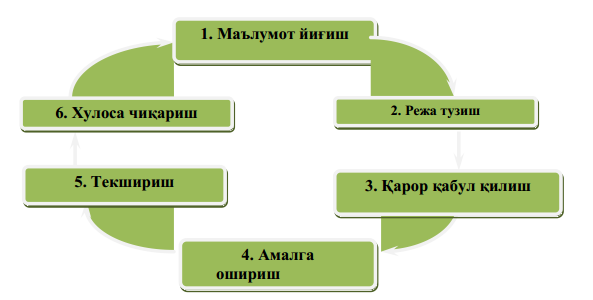 1. Маълумот йиғиш
2. Режа тузиш
3. Қарор қабул қилиш
4. Амалга
ошириш
5. Текшириш
6. Хулоса чиқариш